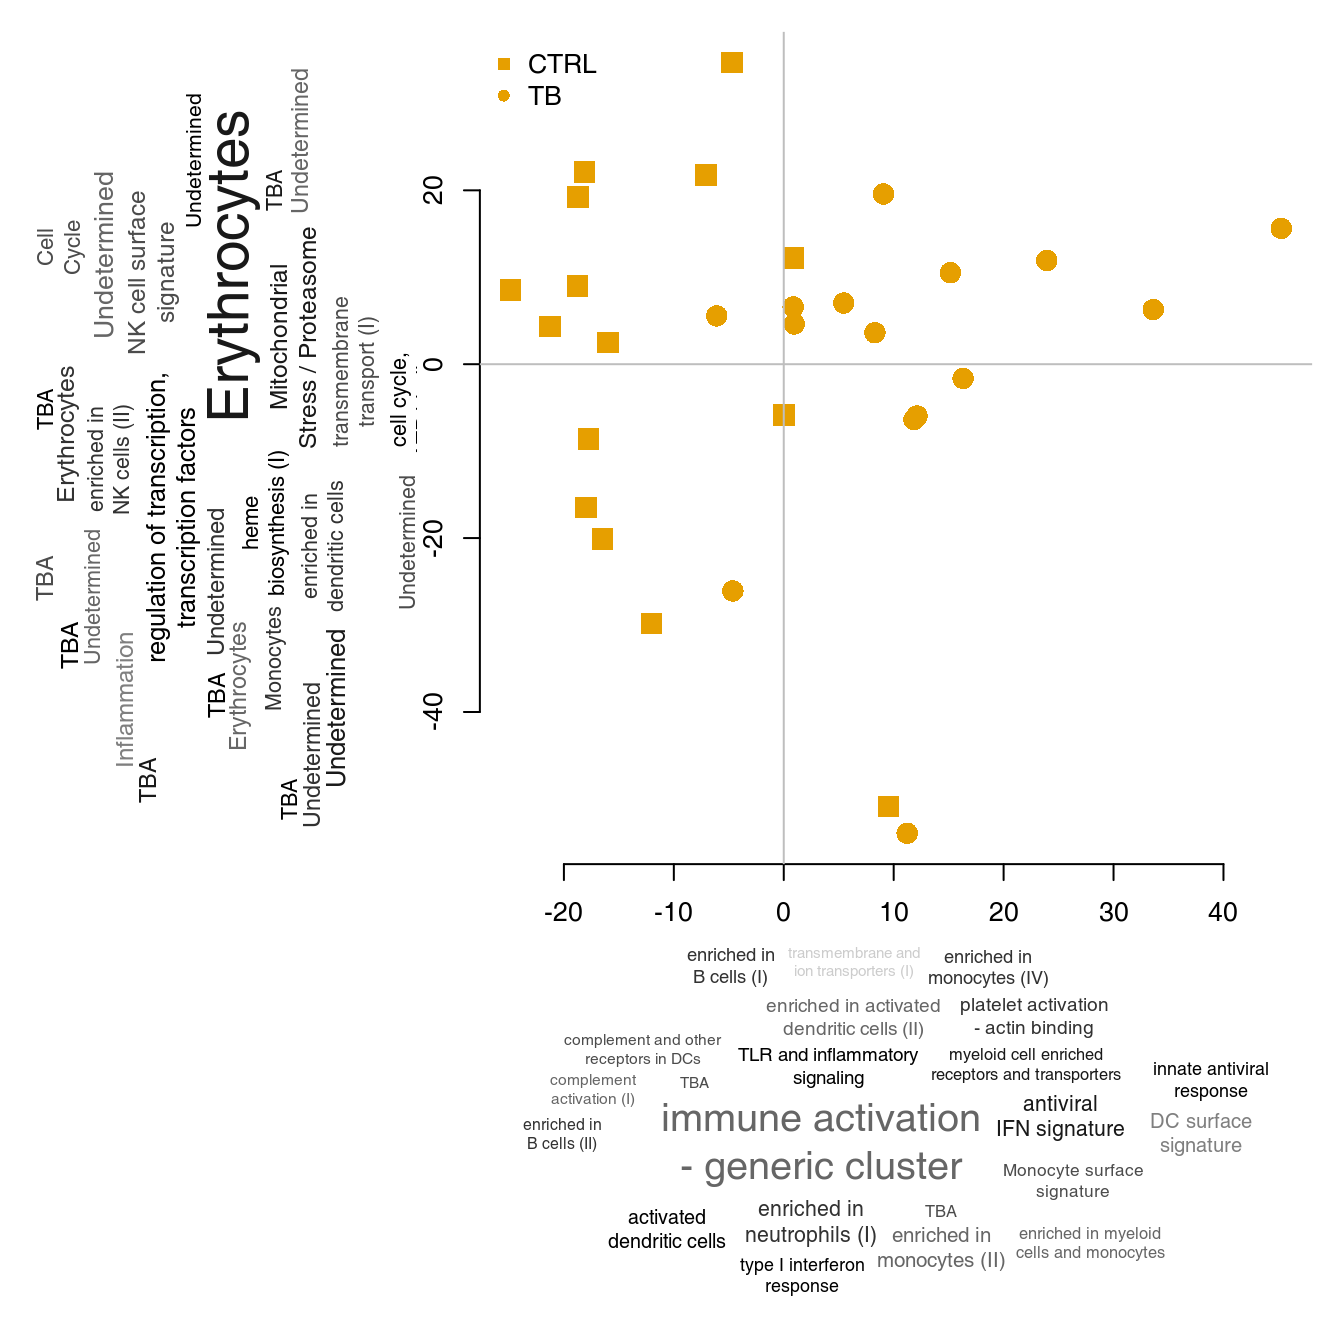 CTRL
TB
20
0
-20
-40
-20
-10
0
10
20
30
40
Cell
Cycle
Undetermined
NK cell surface
signature
Undetermined
Erythrocytes
TBA
Undetermined
Mitochondrial
Stress / Proteasome
transmembrane
transport (I)
cell cycle,
TBA
Erythrocytes
enriched in
NK cells (II)
regulation of transcription,
transcription factors
Undetermined
heme
biosynthesis (I)
enriched in
dendritic cells
Undetermined
TBA
Undetermined
TBA
Inflammation
TBA
TBA
Erythrocytes
Monocytes
TBA
Undetermined
Undetermined
enriched in
B cells (I)
transmembrane and
ion transporters (I)
enriched in
monocytes (IV)
enriched in activated
dendritic cells (II)
platelet activation
- actin binding
complement and other
receptors in DCs
TLR and inflammatory
signaling
myeloid cell enriched
receptors and transporters
innate antiviral
response
complement
activation (I)
TBA
immune activation
- generic cluster
antiviral
IFN signature
DC surface
signature
enriched in
B cells (II)
Monocyte surface
signature
activated
dendritic cells
enriched in
neutrophils (I)
TBA
enriched in
monocytes (II)
enriched in myeloid
cells and monocytes
type I interferon
response